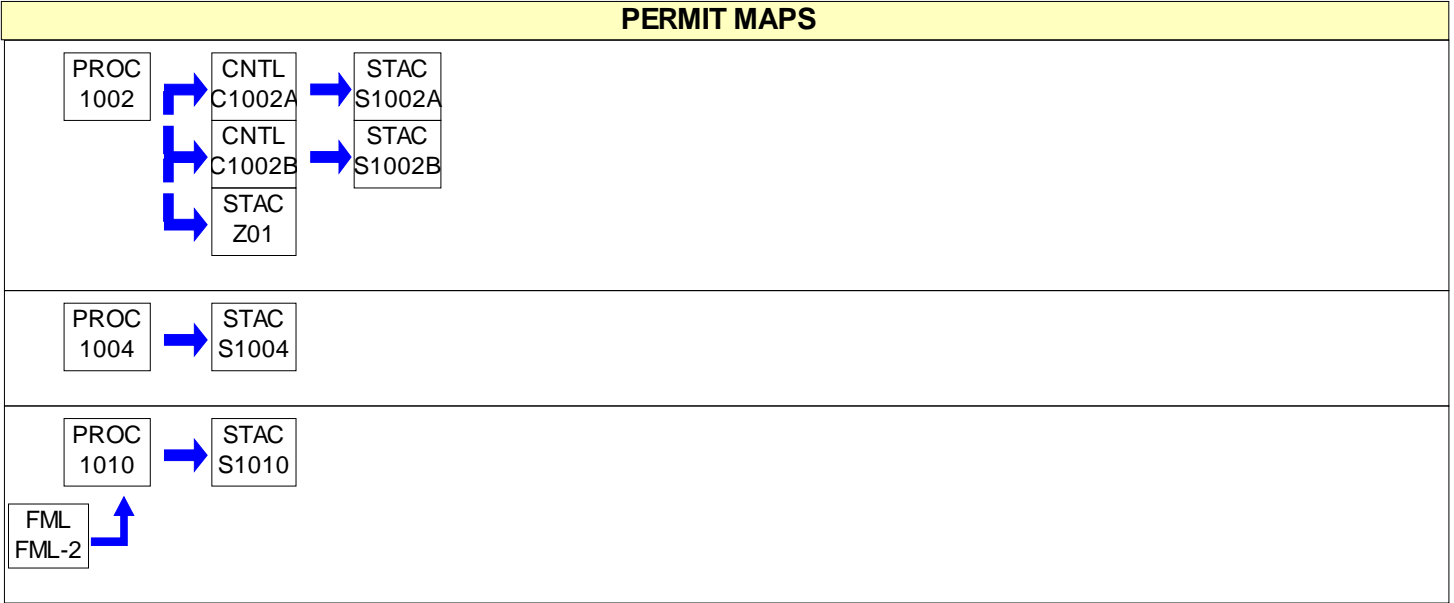 PERMIT MAPS
PROC
1002
CNTL
C1002A
STAC
S1002A
CNTL
C1002B
STAC
S1002B
STAC
Z01
PROC
1004
STAC
S1004
PROC
1010
STAC
S1010
FML
FML-2